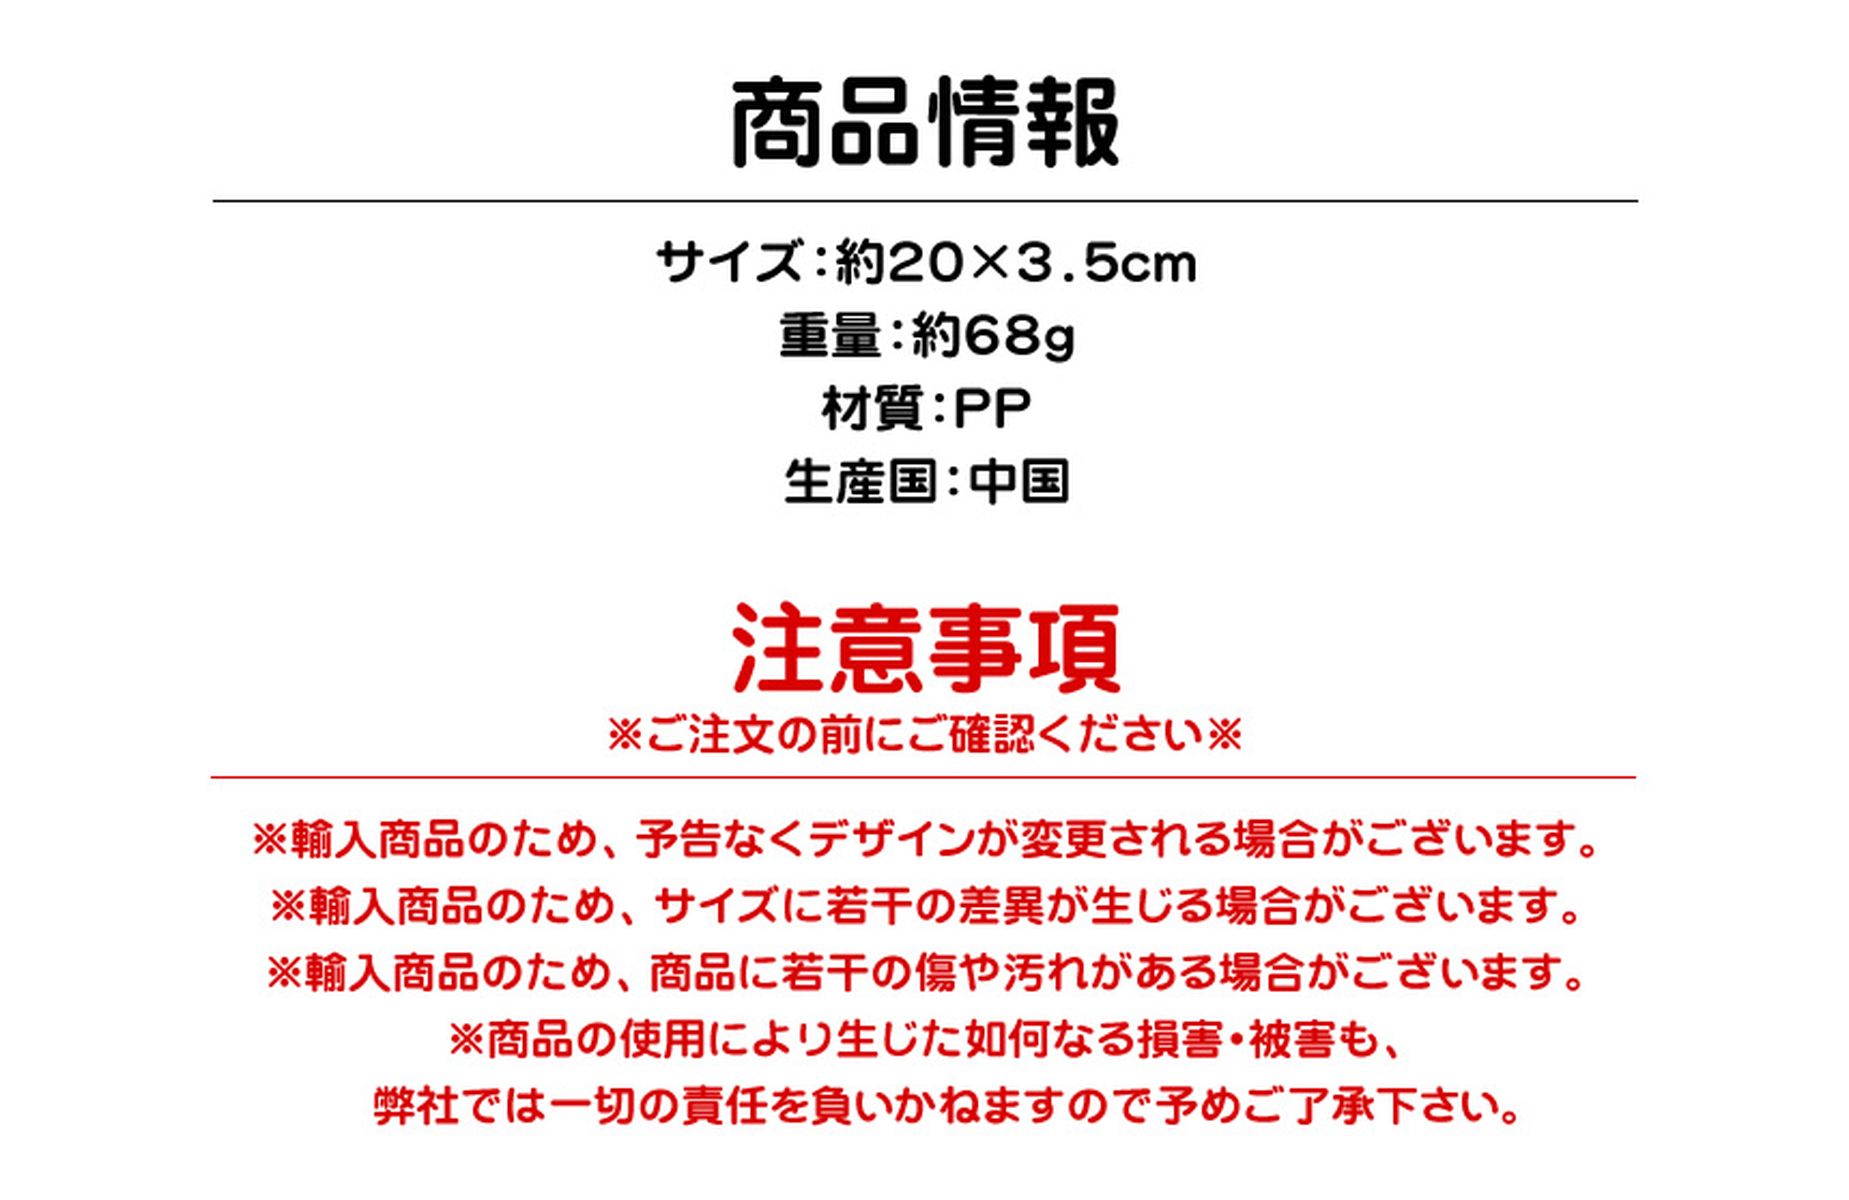 商品情報
サイズ：約20×3.5cm
重量：約68g
材質：PP
生産国：中国
注意事項
※ご注文の前にご確認ください※
※輸入商品のため、予告なくデザインが変更される場合がございます。
※輸入商品のため、サイズに若干の差異が生じる場合がございます。
※輸入商品のため、商品に若干の傷や汚れがある場合がございます。
※商品の使用により生じた如何なる損害・被害も、
弊社では一切の責任を負いかねますので予めご了承下さい。